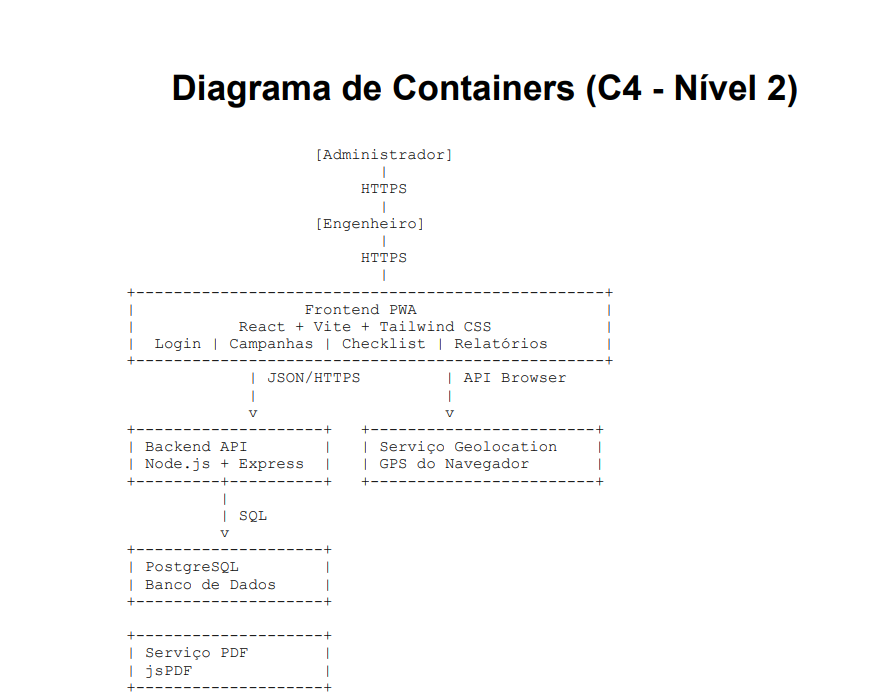 Diagrama de Containers (C4 - Nível 2)
[Administrador]
|
HTTPS
|
[Engenheiro]
|
HTTPS
|
+--------------------------------------------------+
| Frontend PWA |
| React + Vite + Tailwind CSS |
| Login | Campanhas | Checklist | Relatórios |
+--------------------------------------------------+
| JSON/HTTPS | API Browser
| |
v v
+--------------------+ +------------------------+
| Backend API | | Serviço Geolocation |
| Node.js + Express | | GPS do Navegador |
+---------+----------+ +------------------------+
|
| SQL
v
+--------------------+
| PostgreSQL |
| Banco de Dados |
+--------------------+
+--------------------+
| Serviço PDF |
| jsPDF |
+--------------------+